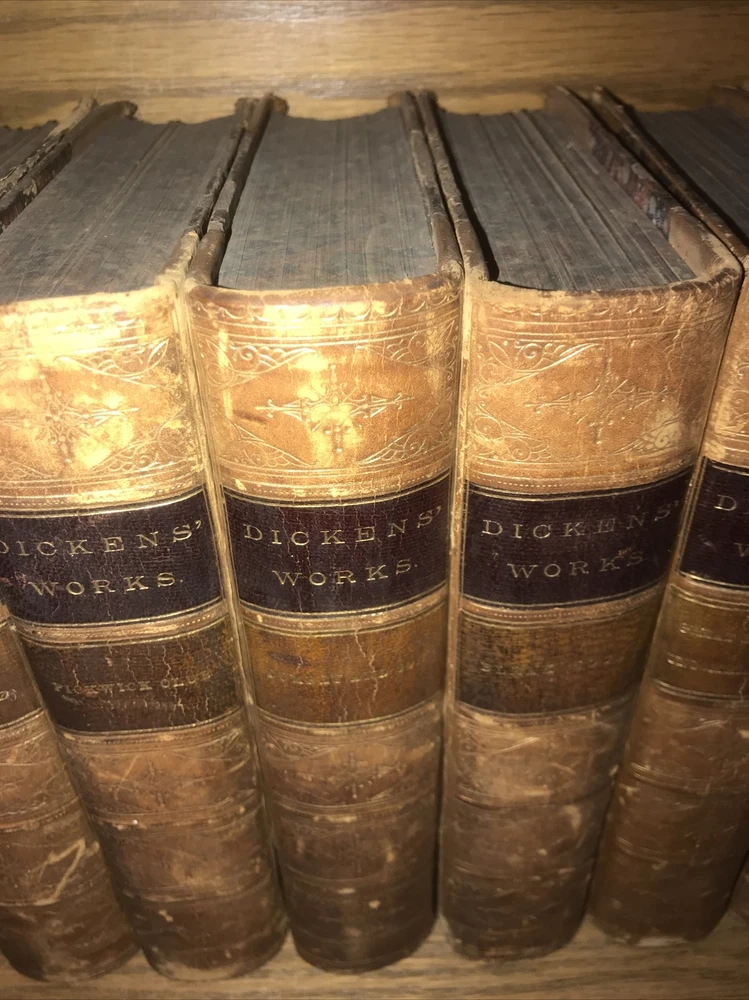 DICKENS'
WORKS.
PICKWICK CLUB
DICKENS'
WORKS.
DICKENS'
WORKS
D
W